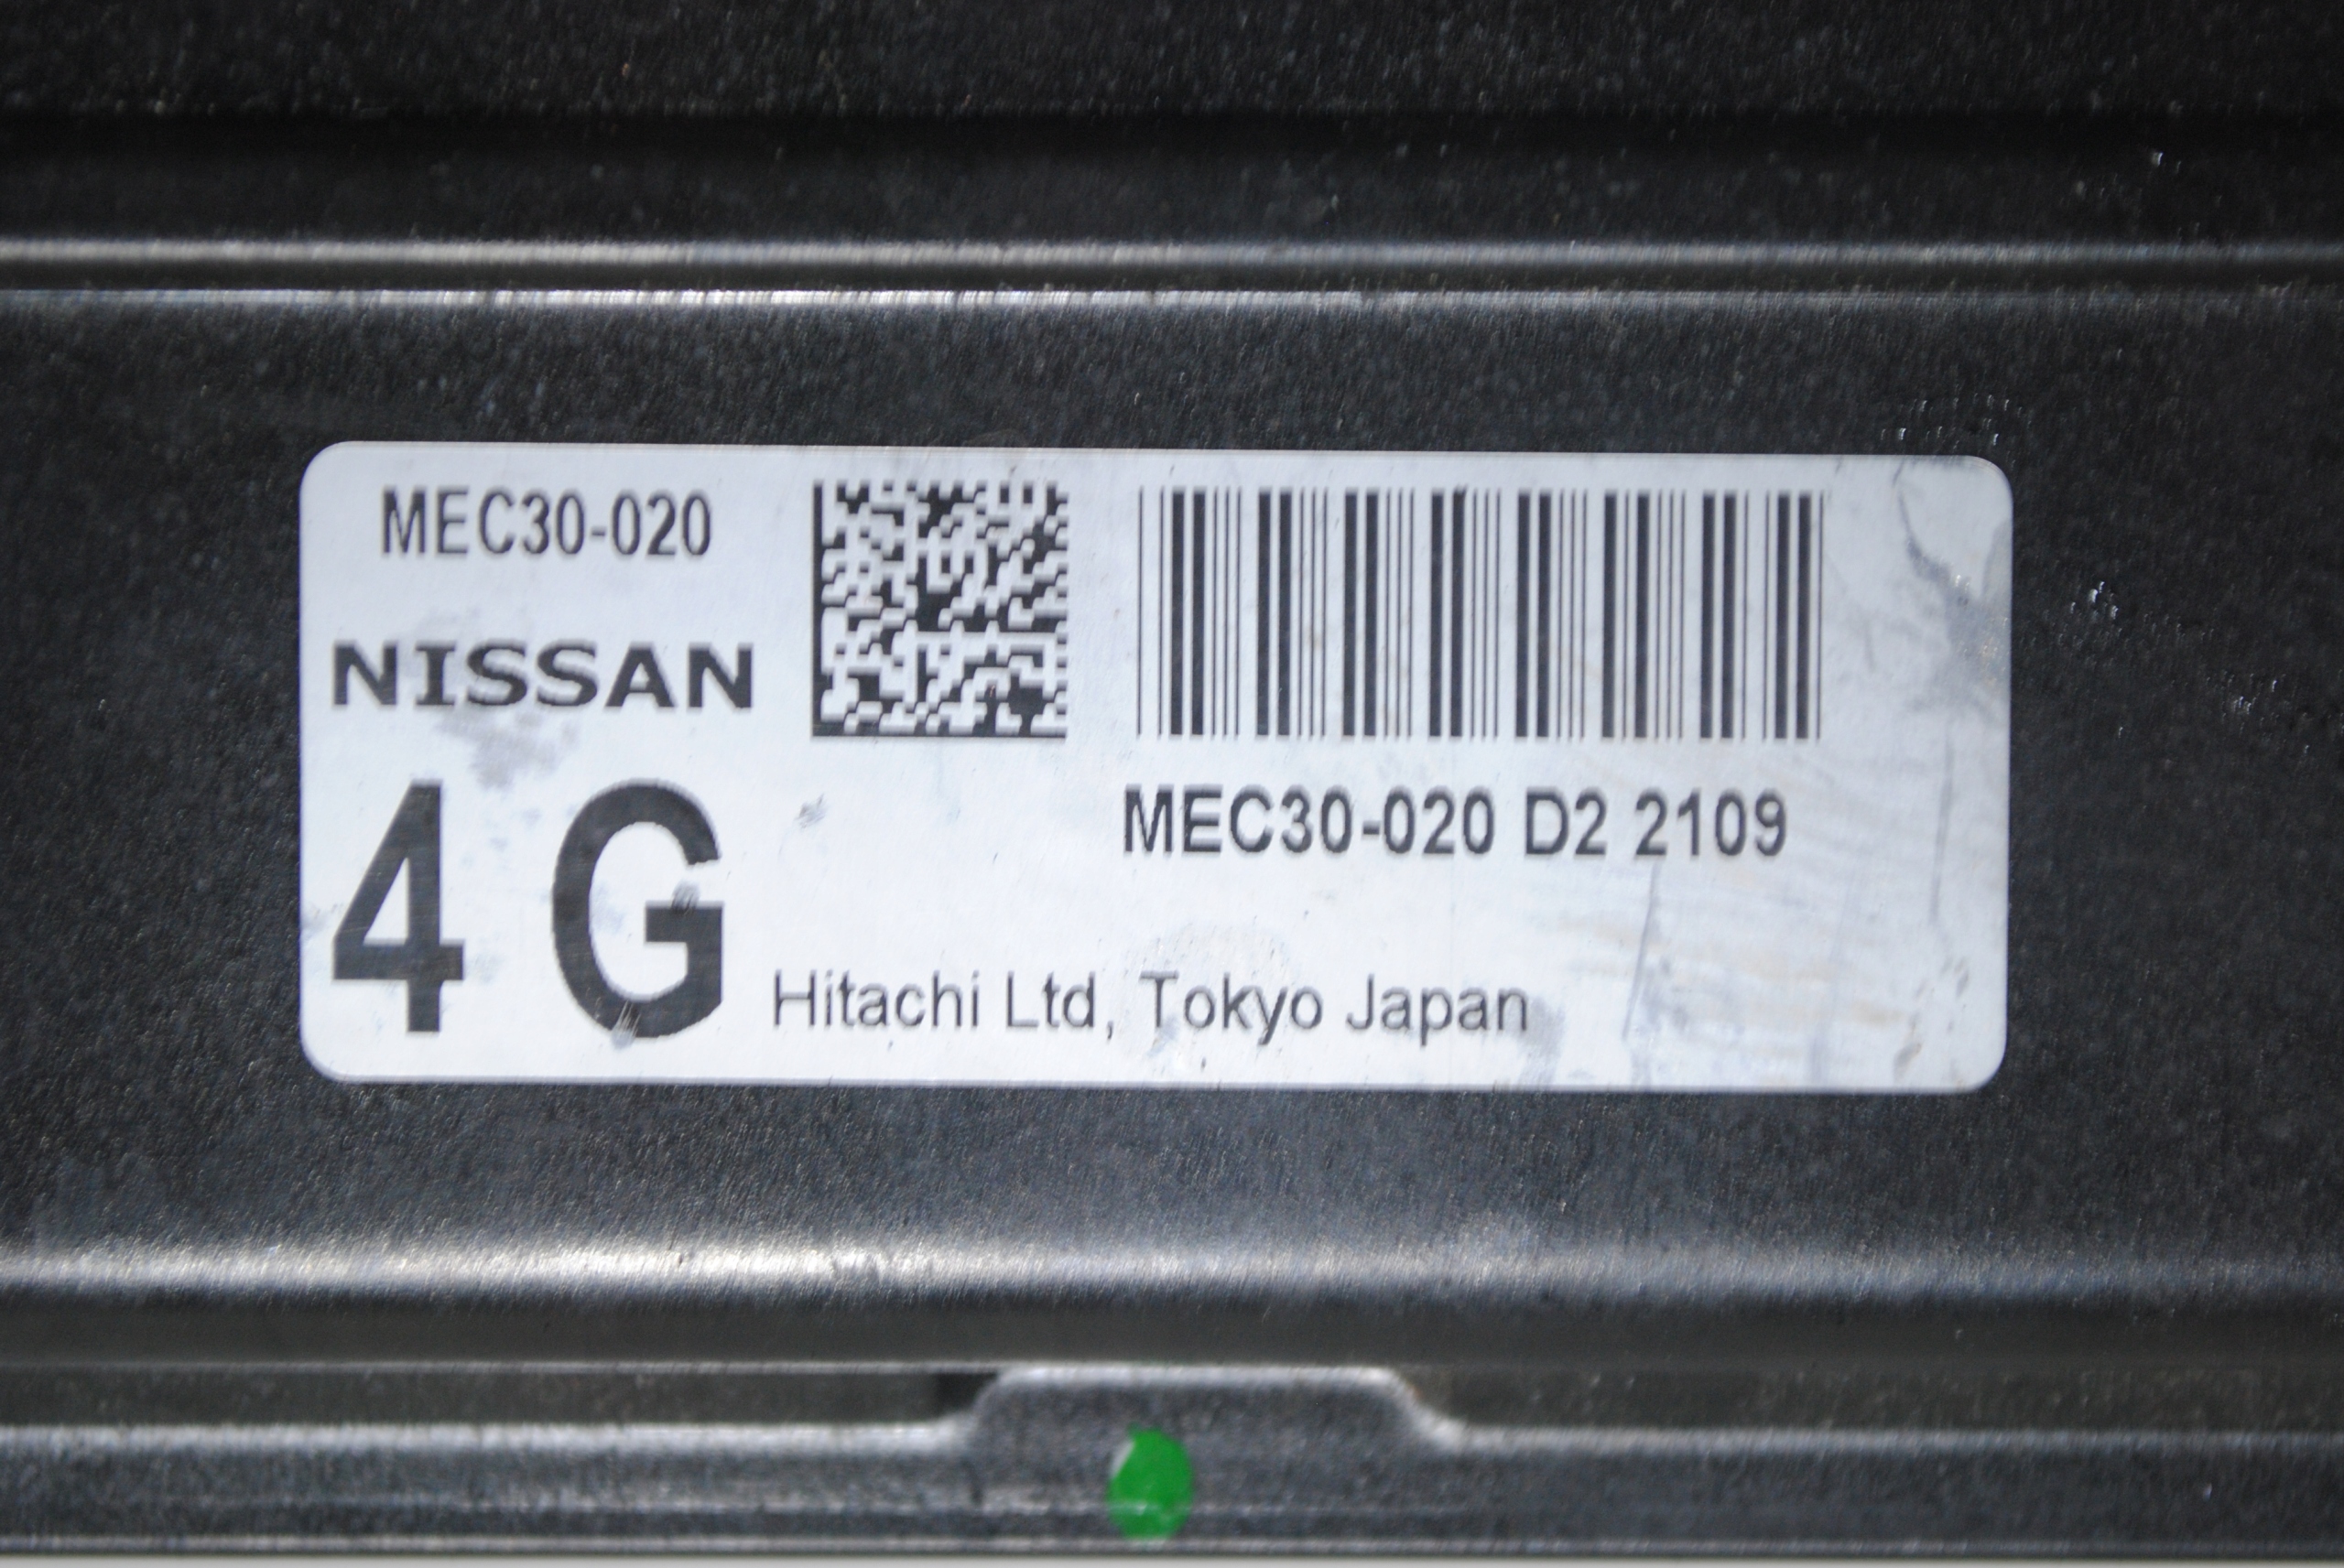 MEC30-020
NISSAN
4 G
MEC30-020 D2 2109
Hitachi Ltd, Tokyo Japan